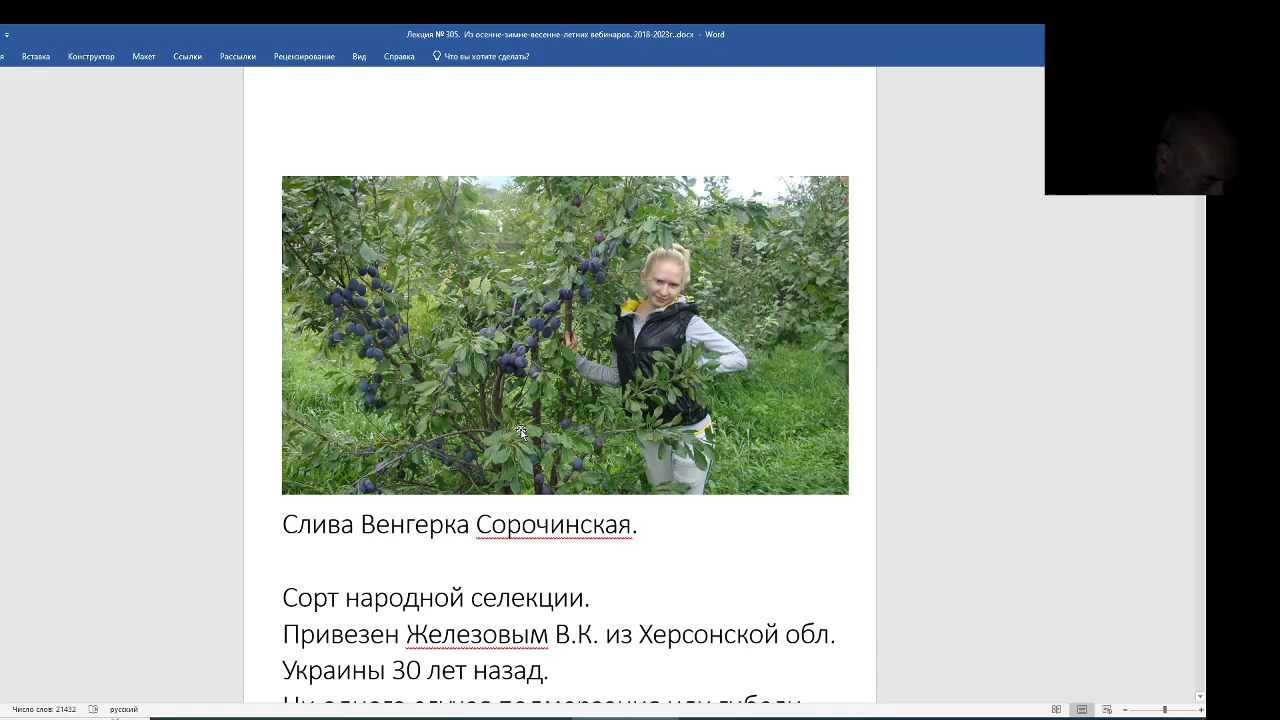 Лекция № 305. Из осенне-зимне-весенне-летних вебинаров. 2018-2023г..docx - Word
Вставка Конструктор Макет Ссылки Рассылки Рецензирование Вид Справка Что вы хотите сделать?
Слива Венгерка Сорочинская.
Сорт народной селекции.
Привезен Железовым В.К. из Херсонской обл.
Украины 30 лет назад.
Число слов: 21432 русский